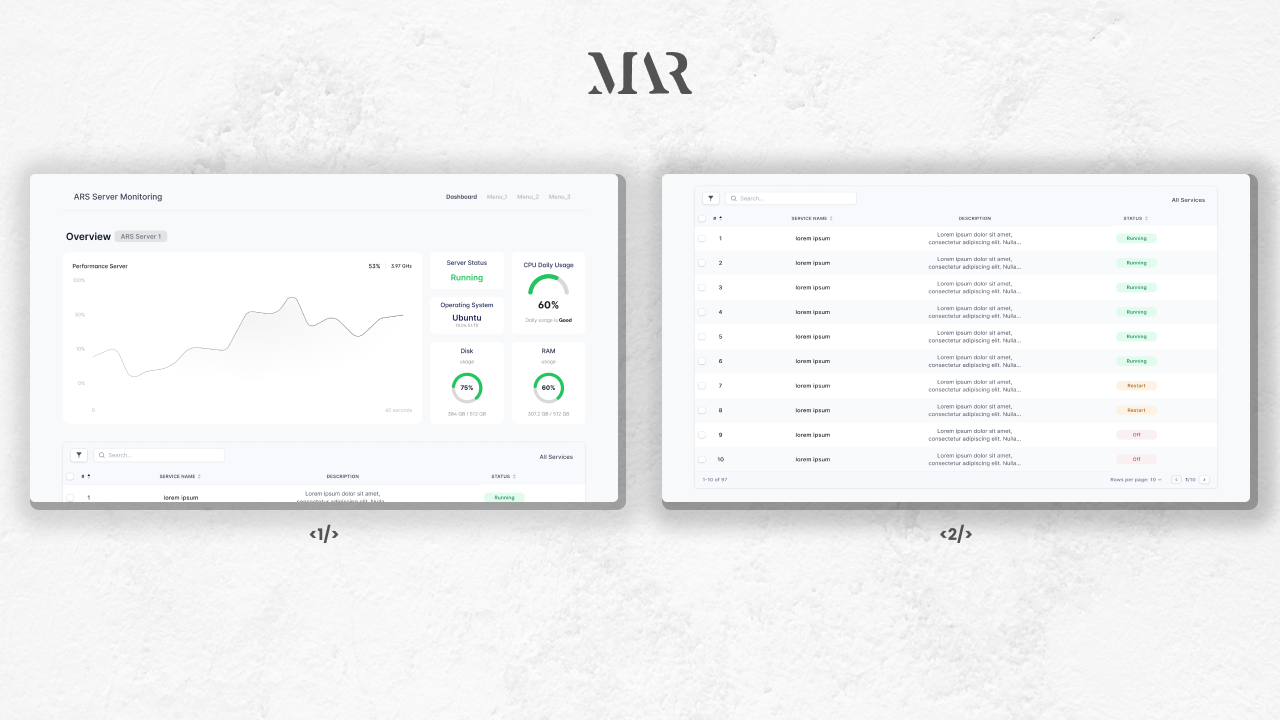 MAR
ARS Server Monitoring
Dashboard Menu_1 Menu_2 Menu_3
Overview ARS Server 1
Performance Server 53% 3.97 GHz
100%
50%
10%
0%
0 60 seconds
Server Status
Running
Operating System
Ubuntu
CPU Daily Usage
60%
Daily usage is Good
Disk
usage
75%
384 GB / 512 GB
RAM
usage
60%
307.2 GB / 512 GB
Search... All Services
# SERVICE NAME DESCRIPTION STATUS
1 lorem ipsum Lorem ipsum dolor sit amet, Running
consectetur adipiscing elit. Nulla...
<1/>
Search... All Services
# SERVICE NAME DESCRIPTION STATUS
1 lorem ipsum Lorem ipsum dolor sit amet, Running
consectetur adipiscing elit. Nulla...
2 lorem ipsum Lorem ipsum dolor sit amet, Running
consectetur adipiscing elit. Nulla...
3 lorem ipsum Lorem ipsum dolor sit amet, Running
consectetur adipiscing elit. Nulla...
4 lorem ipsum Lorem ipsum dolor sit amet, Running
consectetur adipiscing elit. Nulla...
5 lorem ipsum Lorem ipsum dolor sit amet, Running
consectetur adipiscing elit. Nulla...
6 lorem ipsum Lorem ipsum dolor sit amet, Running
consectetur adipiscing elit. Nulla...
7 lorem ipsum Lorem ipsum dolor sit amet, Restart
consectetur adipiscing elit. Nulla...
8 lorem ipsum Lorem ipsum dolor sit amet, Restart
consectetur adipiscing elit. Nulla...
9 lorem ipsum Lorem ipsum dolor sit amet, Off
consectetur adipiscing elit. Nulla...
10 lorem ipsum Lorem ipsum dolor sit amet, Off
consectetur adipiscing elit. Nulla...
1-10 of 97 Rows per page: 10 < 1/10 >
<2/>